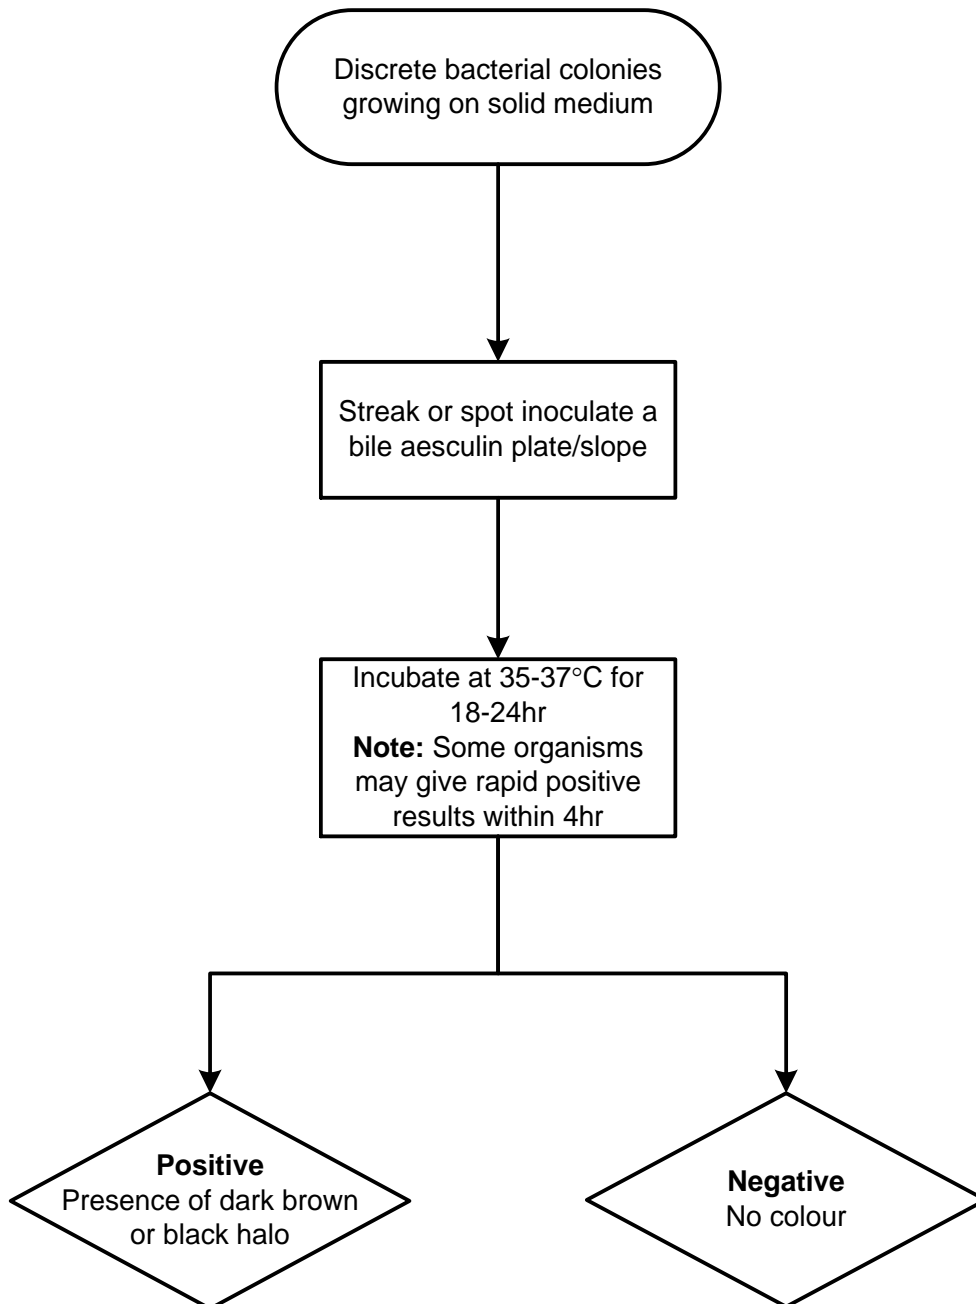 Discrete bacterial colonies
growing on solid medium
Streak or spot inoculate a
bile aesculin plate/slope
Incubate at 35-37°C for
18-24hr
Note: Some organisms
may give rapid positive
results within 4hr
Positive
Presence of dark brown
or black halo
Negative
No colour